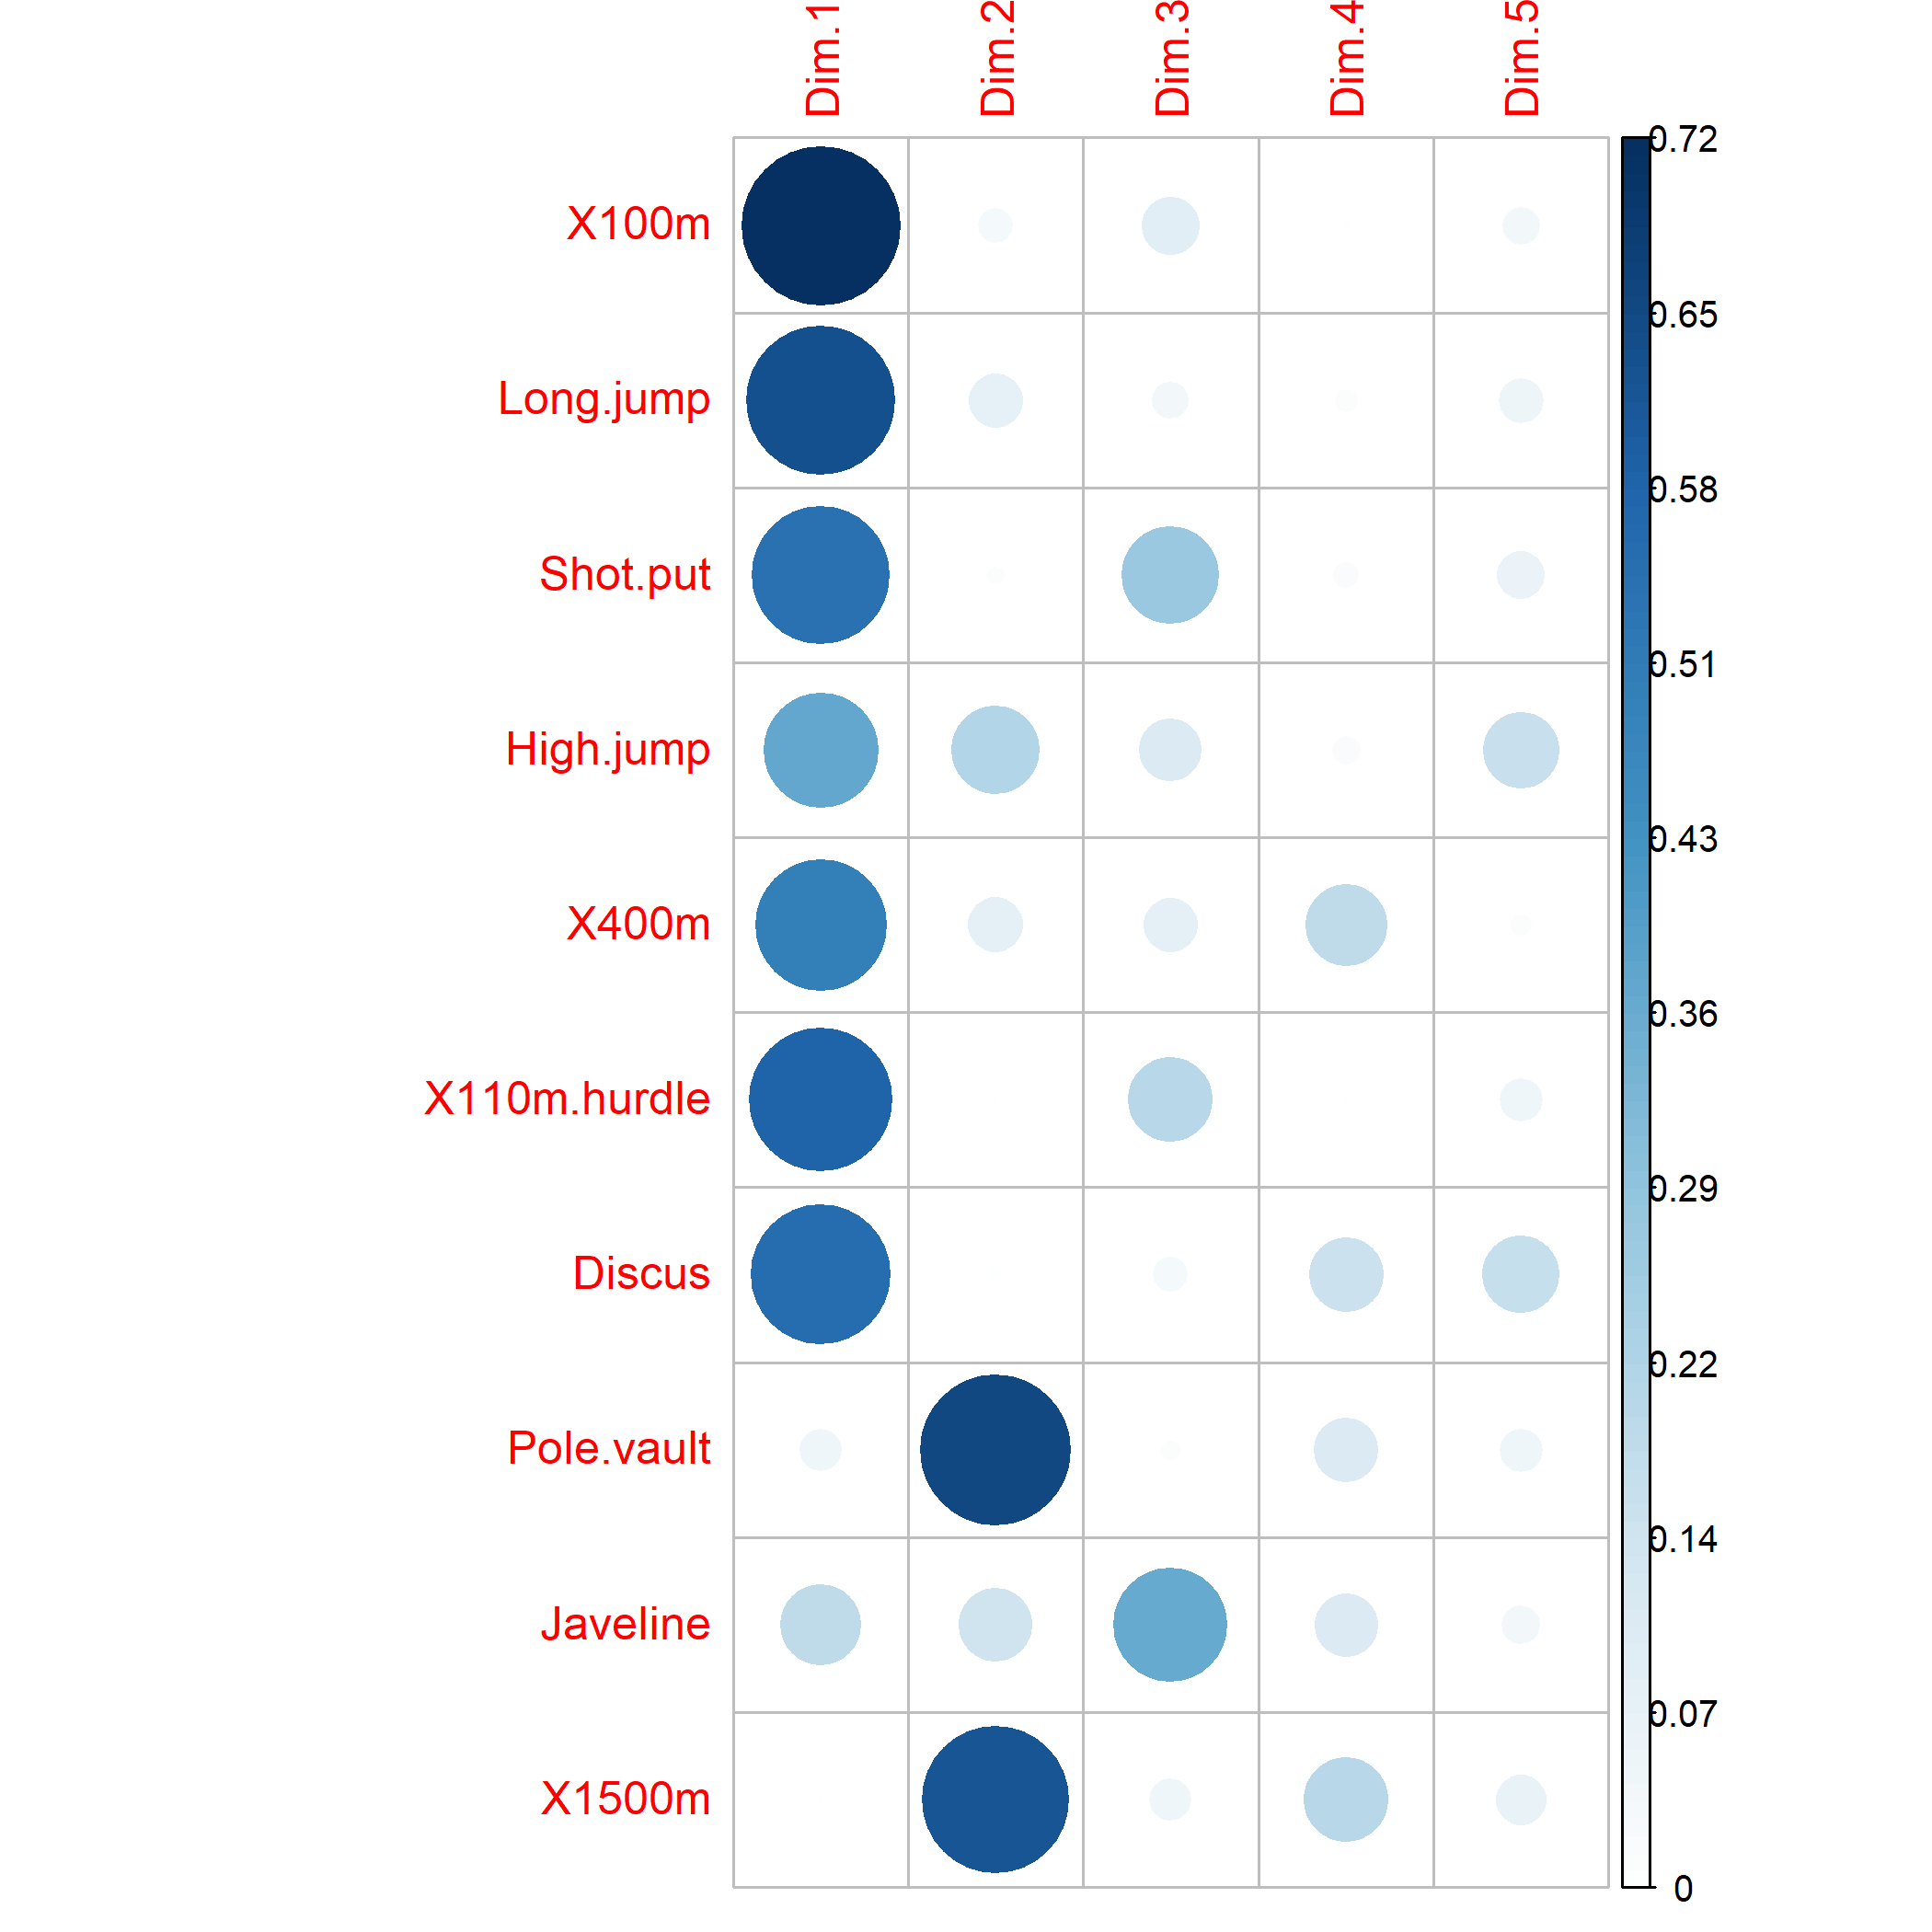 Dim.1 Dim.2 Dim.3 Dim.4 Dim.5
0.72
X100m
0.65
Long.jump
0.58
Shot.put
0.51
High.jump
0.43
X400m
0.36
X110m.hurdle
0.29
Discus
0.22
Pole.vault
0.14
Javeline
0.07
X1500m
0